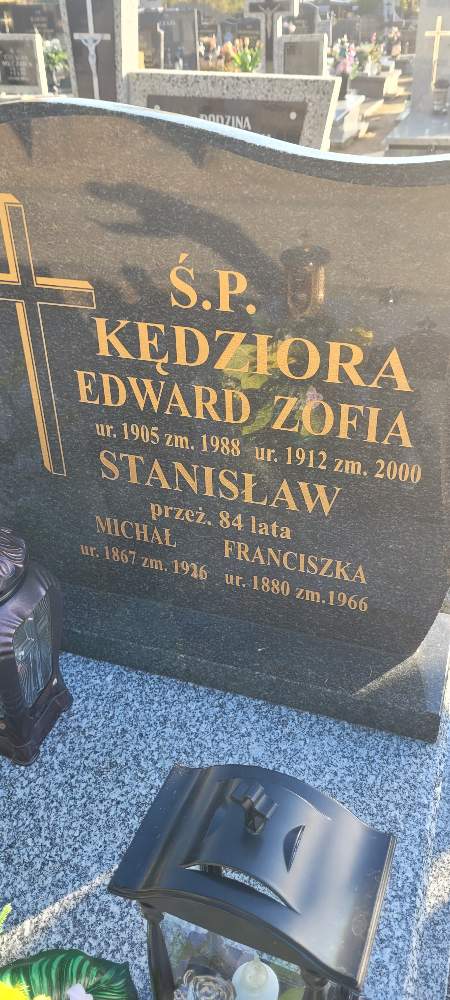 RODZINA
Ś.P.
KĘDZIORA
EDWARD ZOFIA
ur. 1905 zm. 1988 ur. 1912 zm. 2000
STANISŁAW
przeż. 84 lata
MICHAŁ FRANCISZKA
ur. 1867 zm. 1926 ur. 1880 zm.1966